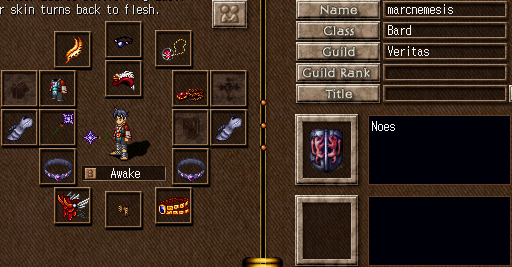 r skin turns back to flesh.
Name marcnemesis
Class Bard
Guild Veritas
Guild Rank
Title
Noes
Awake